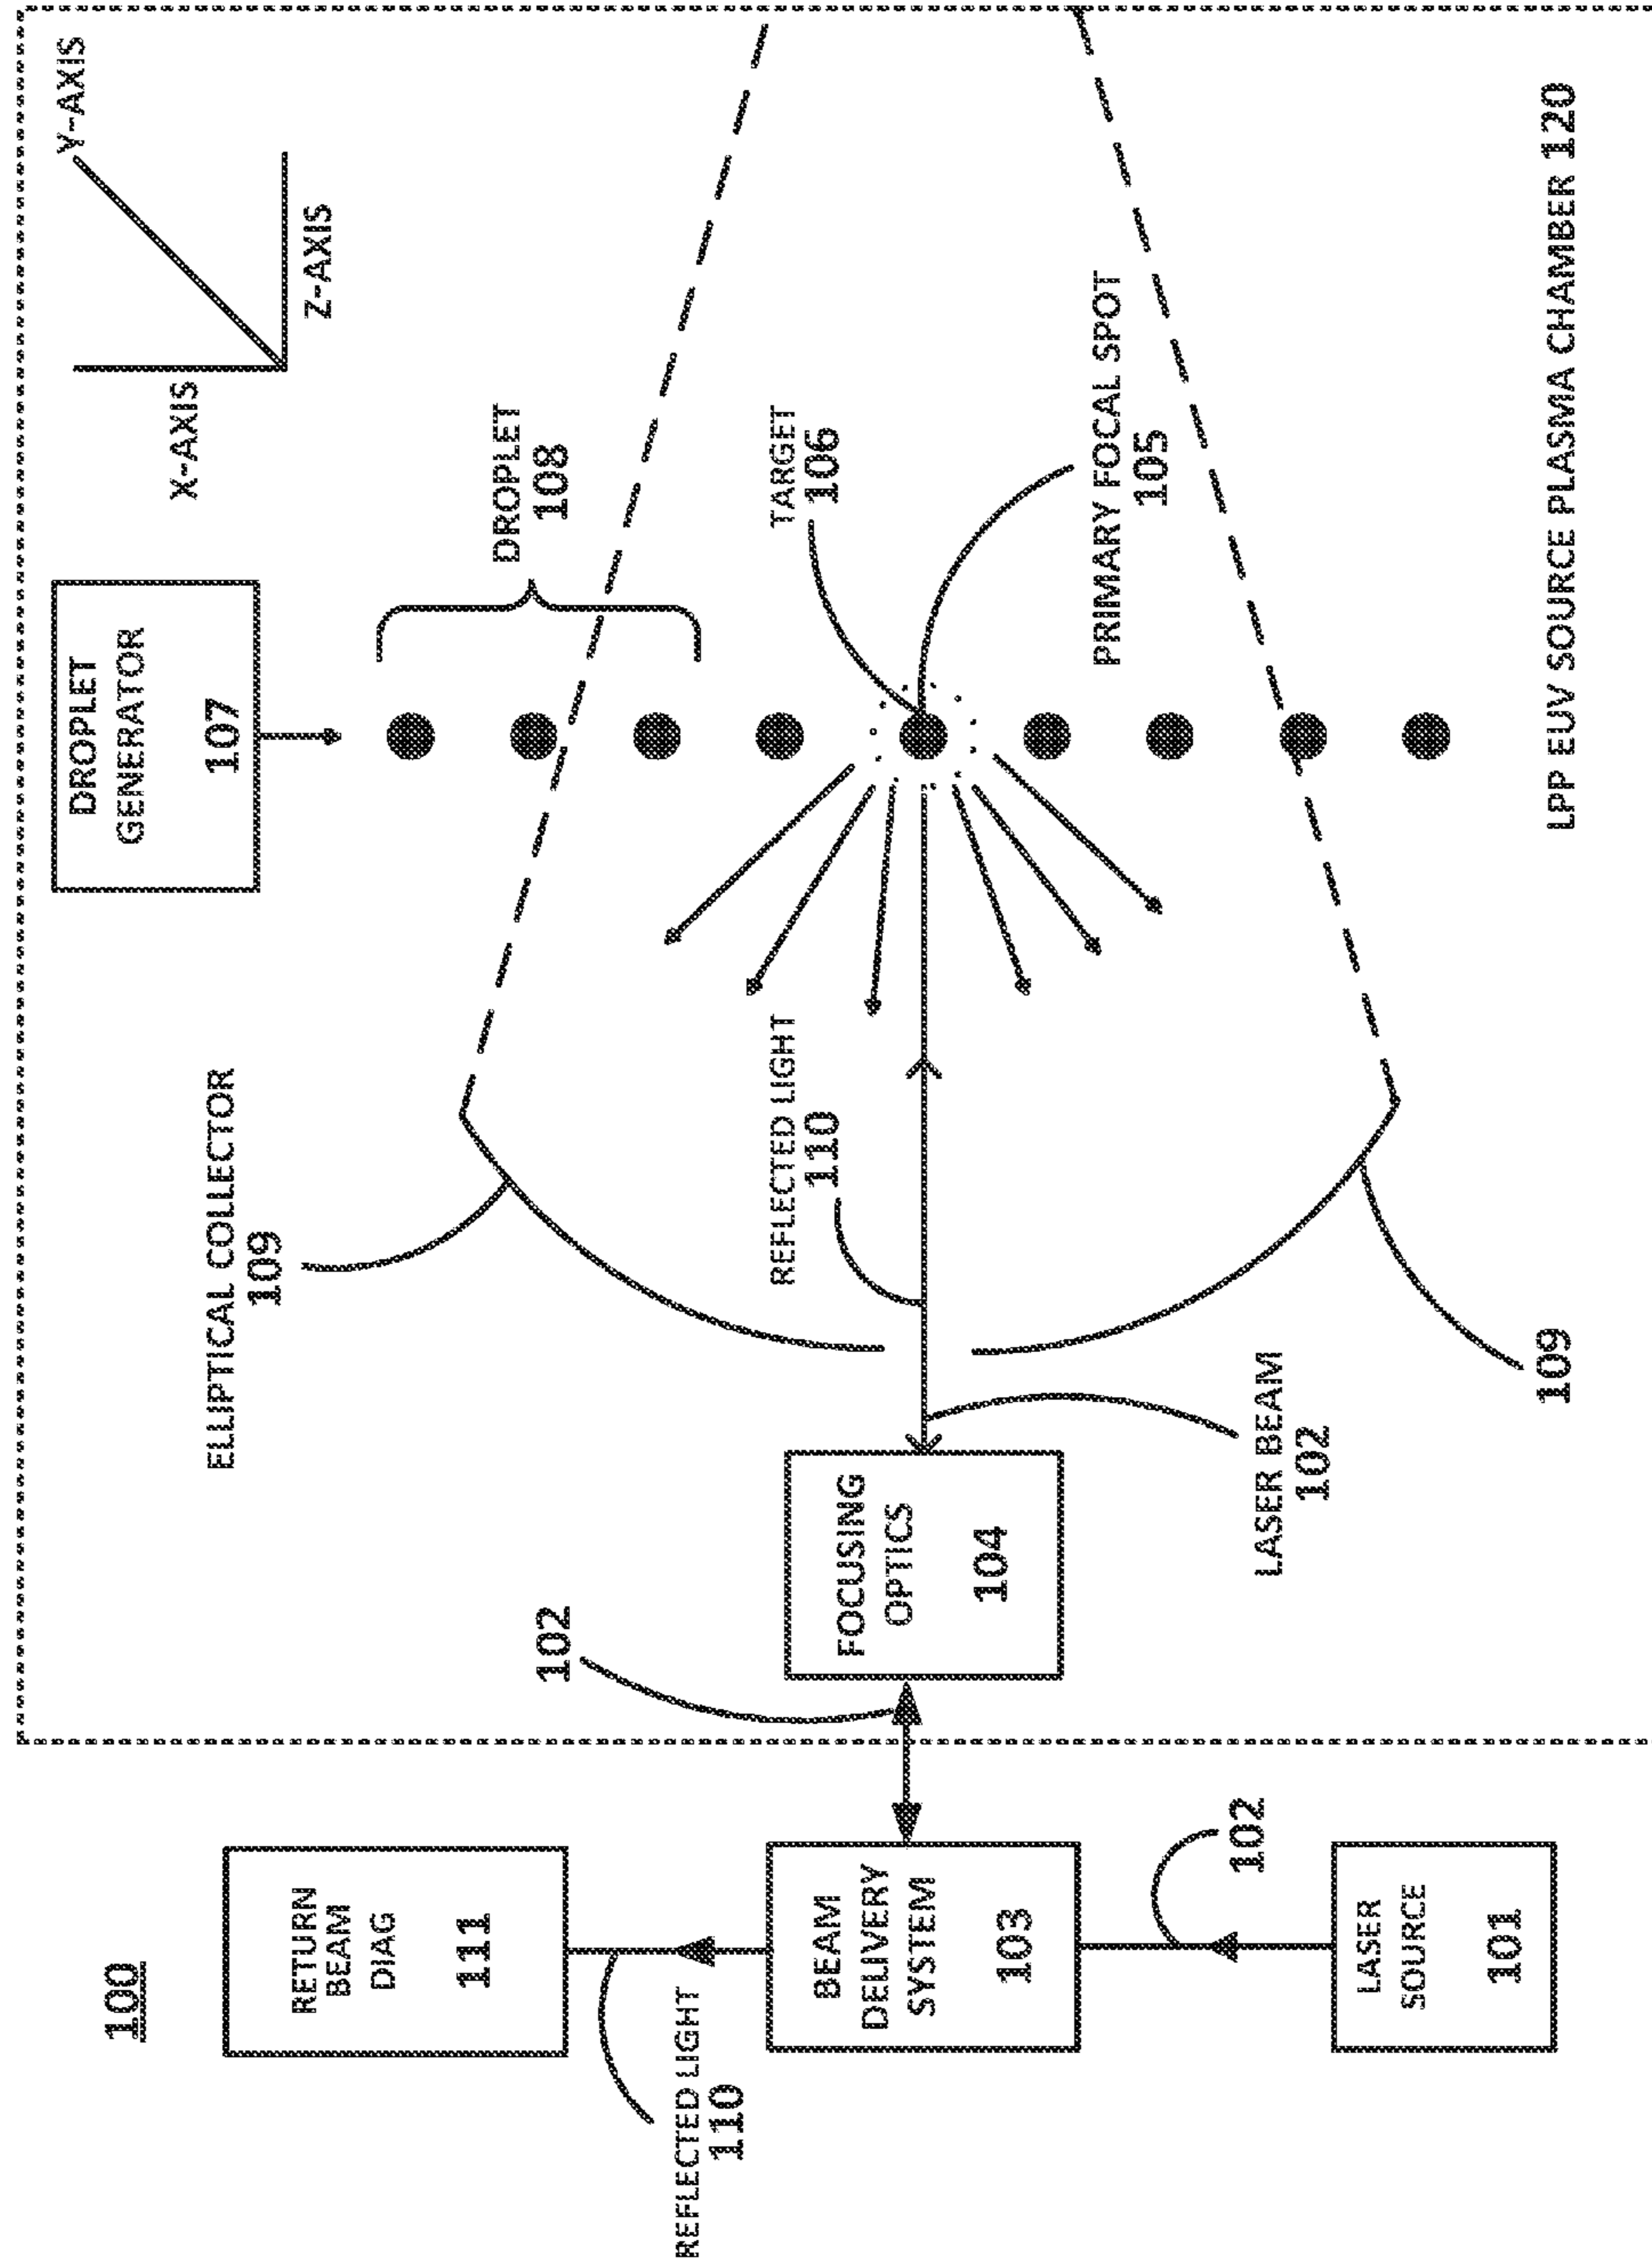 100
RETURN
BEAM
DIAG
111
REFLECTED LIGHT
110
BEAM
DELIVERY
SYSTEM
103
102
LASER
SOURCE
101
102
FOCUSING
OPTICS
104
LASER BEAM
102
ELLIPTICAL COLLECTOR
109
REFLECTED LIGHT
110
109
DROPLET
GENERATOR
107
DROPLET
108
TARGET
106
PRIMARY FOCAL SPOT
105
X-AXIS
Y-AXIS
Z-AXIS
LPP EUV SOURCE PLASMA CHAMBER 120